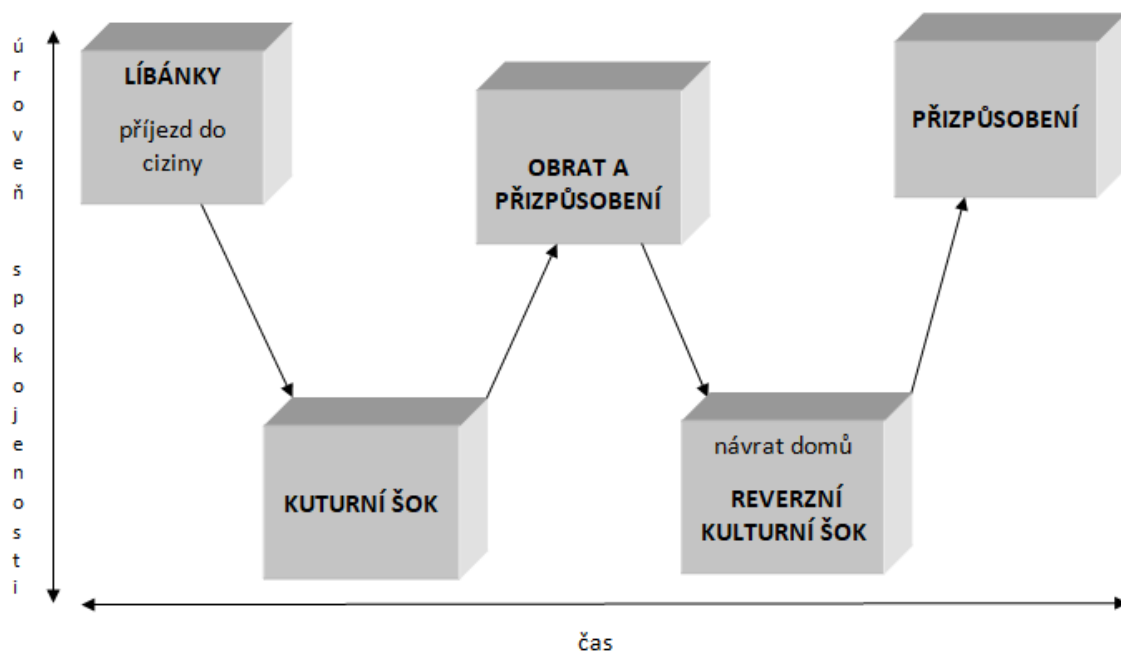 úroveň spokojenosti
LÍBÁNKY
příjezd do
ciziny
KUTURNÍ ŠOK
OBRAT A
PŘIZPŮSOBENÍ
návrat domů
REVERZNÍ
KULTURNÍ ŠOK
PŘIZPŮSOBENÍ
čas